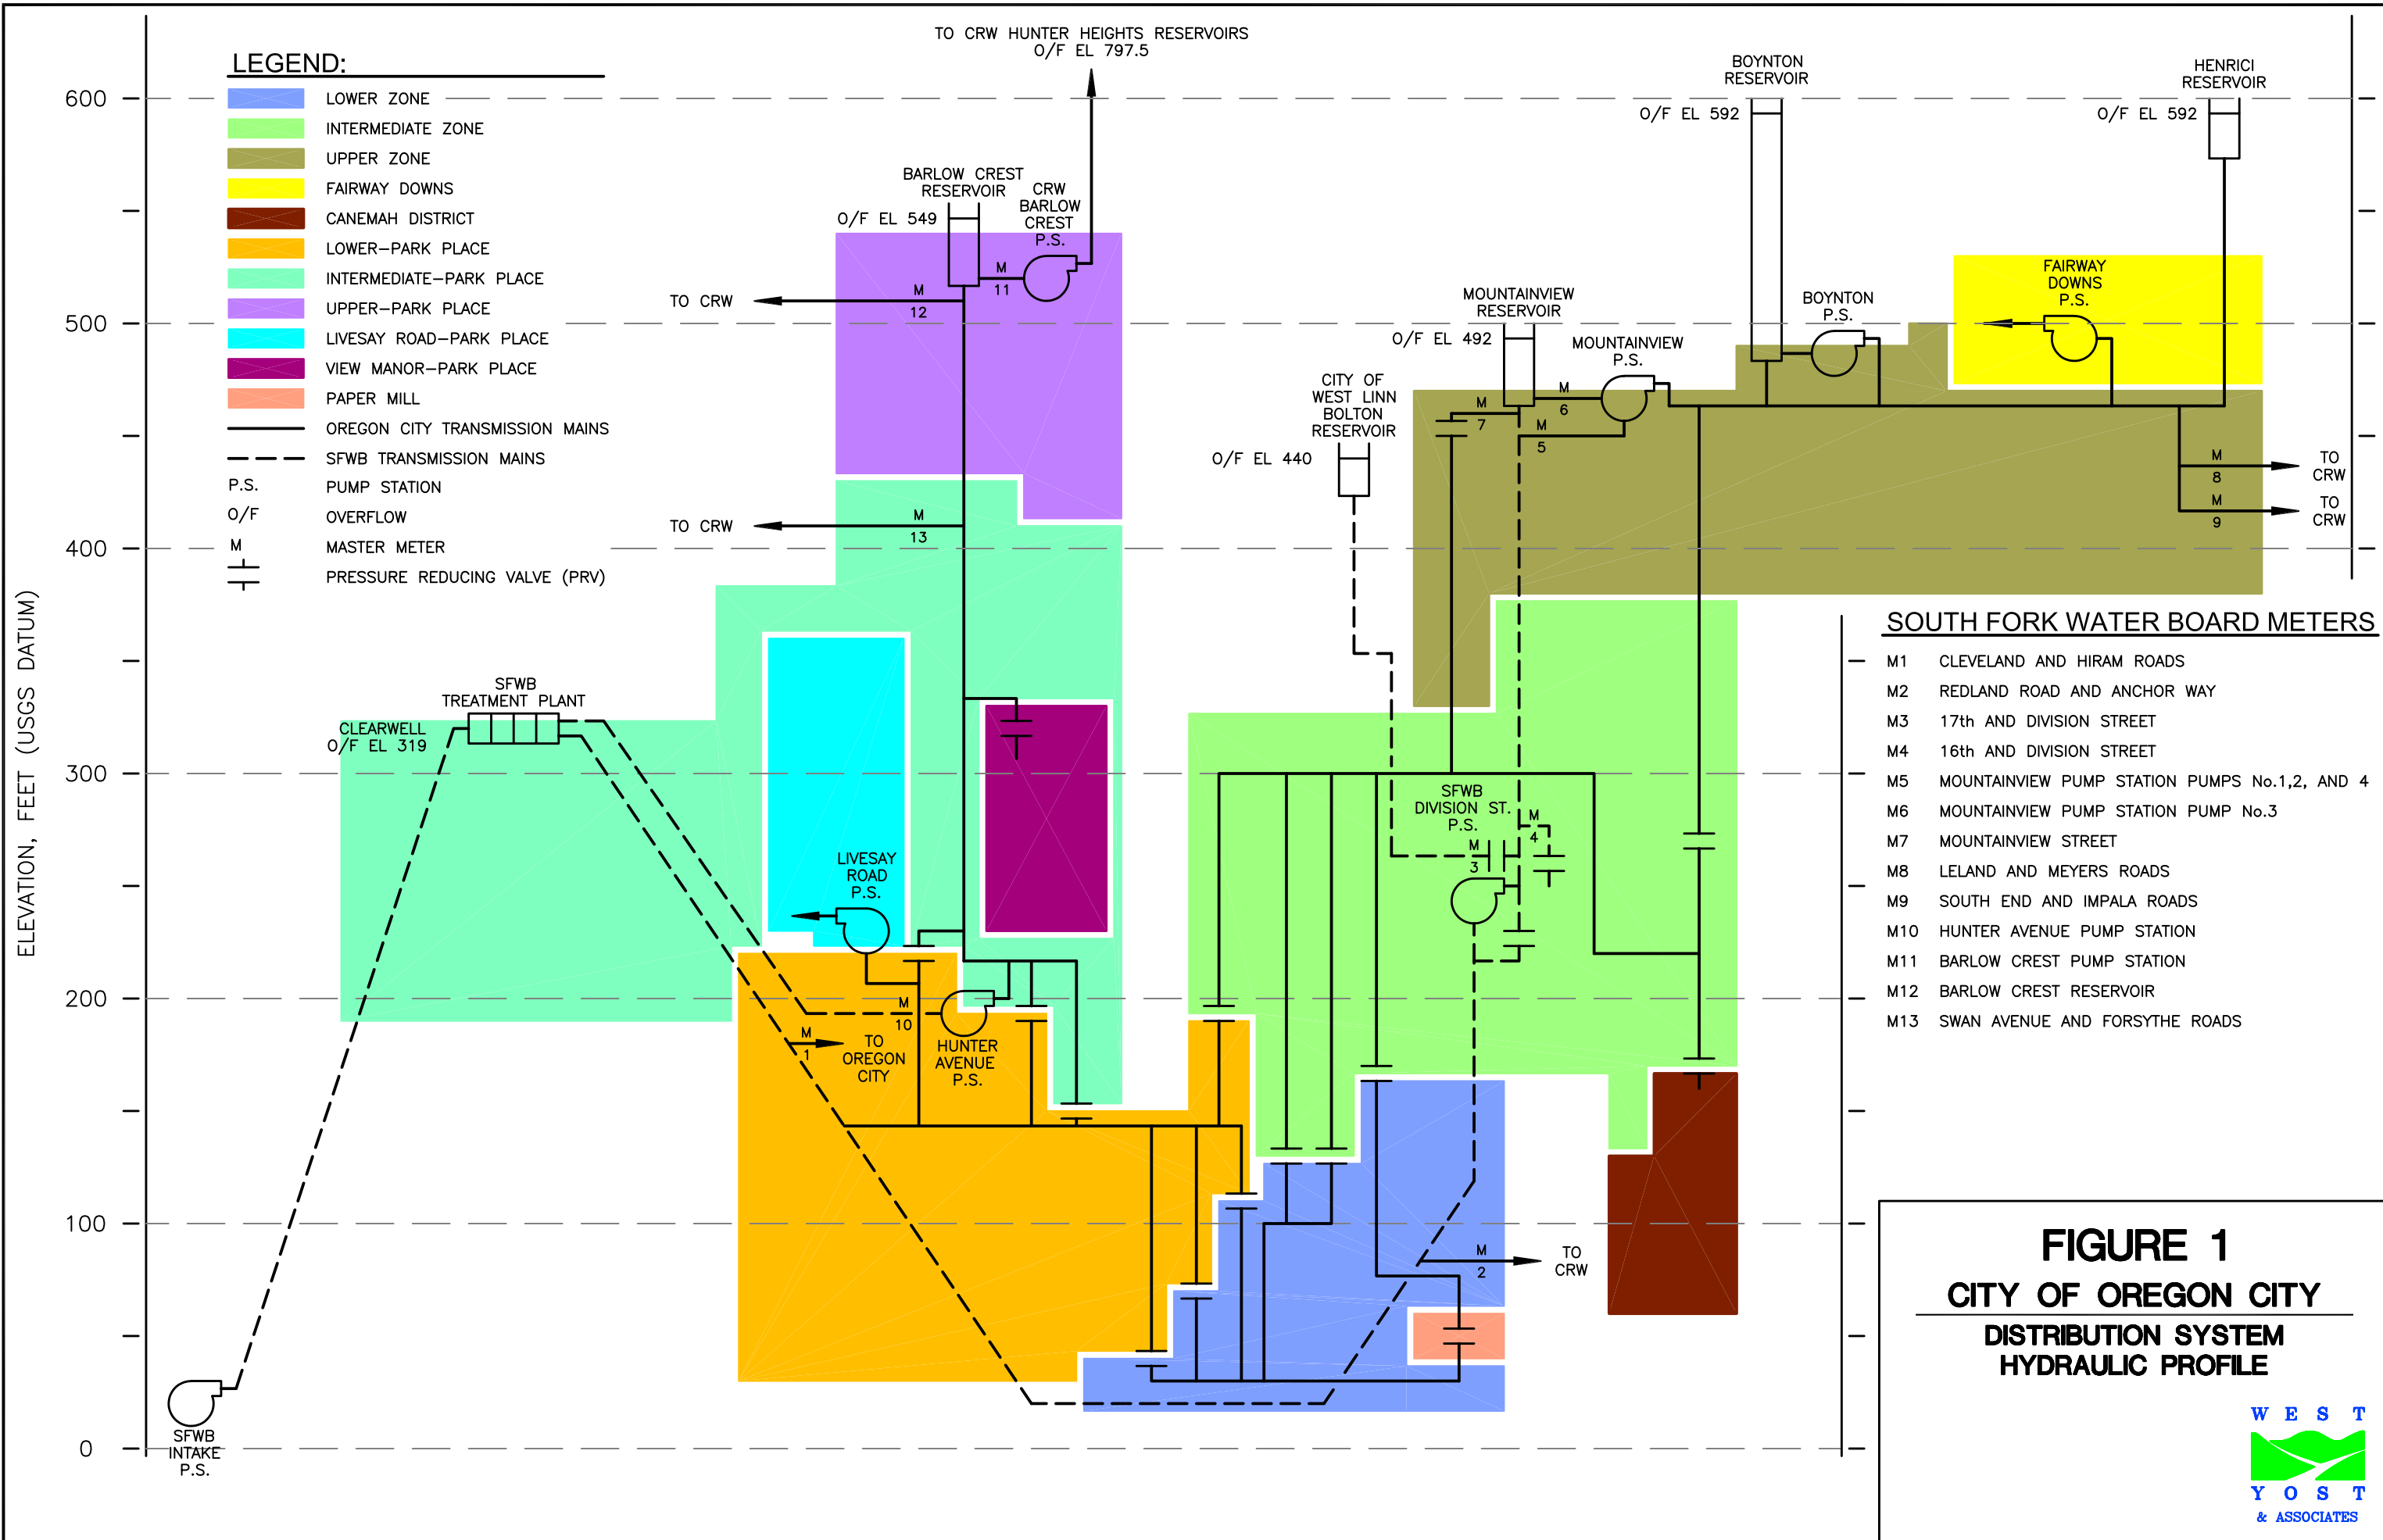 TO CRW HUNTER HEIGHTS RESERVOIRS
O/F EL 797.5
LEGEND:
LOWER ZONE
INTERMEDIATE ZONE
UPPER ZONE
FAIRWAY DOWNS
CANEMAH DISTRICT
LOWER-PARK PLACE
INTERMEDIATE-PARK PLACE
UPPER-PARK PLACE
LIVESAY ROAD-PARK PLACE
VIEW MANOR-PARK PLACE
PAPER MILL
OREGON CITY TRANSMISSION MAINS
SFWB TRANSMISSION MAINS
P.S. PUMP STATION
O/F OVERFLOW
M MASTER METER
PRESSURE REDUCING VALVE (PRV)
ELEVATION, FEET (USGS DATUM)
600
500
400
300
200
100
0
BARLOW CREST
RESERVOIR
O/F EL 549
CRW
BARLOW
CREST
P.S.
M
11
TO CRW
M
12
TO CRW
M
13
BOYNTON
RESERVOIR
O/F EL 592
HENRICI
RESERVOIR
O/F EL 592
MOUNTAINVIEW
RESERVOIR
O/F EL 492
MOUNTAINVIEW
P.S.
BOYNTON
P.S.
FAIRWAY
DOWNS
P.S.
CITY OF
WEST LINN
BOLTON
RESERVOIR
O/F EL 440
M
7
M
6
M
5
M
8
TO
CRW
M
9
TO
CRW
SFWB
TREATMENT PLANT
CLEARWELL
O/F EL 319
LIVESAY
ROAD
P.S.
M
10
M
1
TO
OREGON
CITY
HUNTER
AVENUE
P.S.
SFWB
DIVISION ST.
P.S.
M
4
M
3
M
2
TO
CRW
SFWB
INTAKE
P.S.
SOUTH FORK WATER BOARD METERS
M1 CLEVELAND AND HIRAM ROADS
M2 REDLAND ROAD AND ANCHOR WAY
M3 17th AND DIVISION STREET
M4 16th AND DIVISION STREET
M5 MOUNTAINVIEW PUMP STATION PUMPS No.1,2, AND 4
M6 MOUNTAINVIEW PUMP STATION PUMP No.3
M7 MOUNTAINVIEW STREET
M8 LELAND AND MEYERS ROADS
M9 SOUTH END AND IMPALA ROADS
M10 HUNTER AVENUE PUMP STATION
M11 BARLOW CREST PUMP STATION
M12 BARLOW CREST RESERVOIR
M13 SWAN AVENUE AND FORSYTHE ROADS
FIGURE 1
CITY OF OREGON CITY
DISTRIBUTION SYSTEM
HYDRAULIC PROFILE
WEST
YOST
& ASSOCIATES